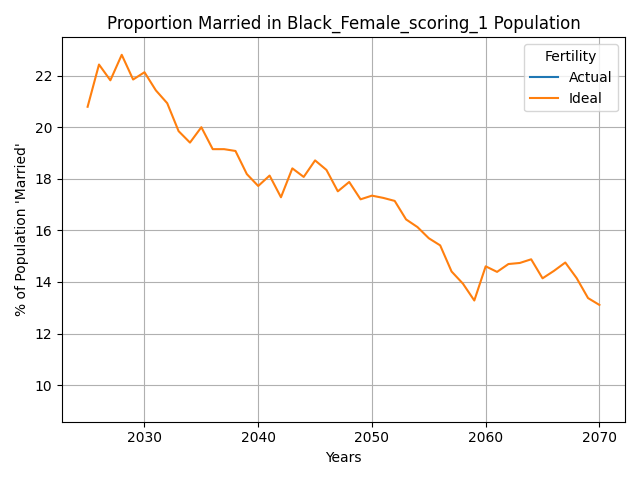 Proportion Married in Black_Female_scoring_1 Population
Fertility
Actual
Ideal
% of Population 'Married'
22
20
18
16
14
12
10
2030
2040
2050
2060
2070
Years